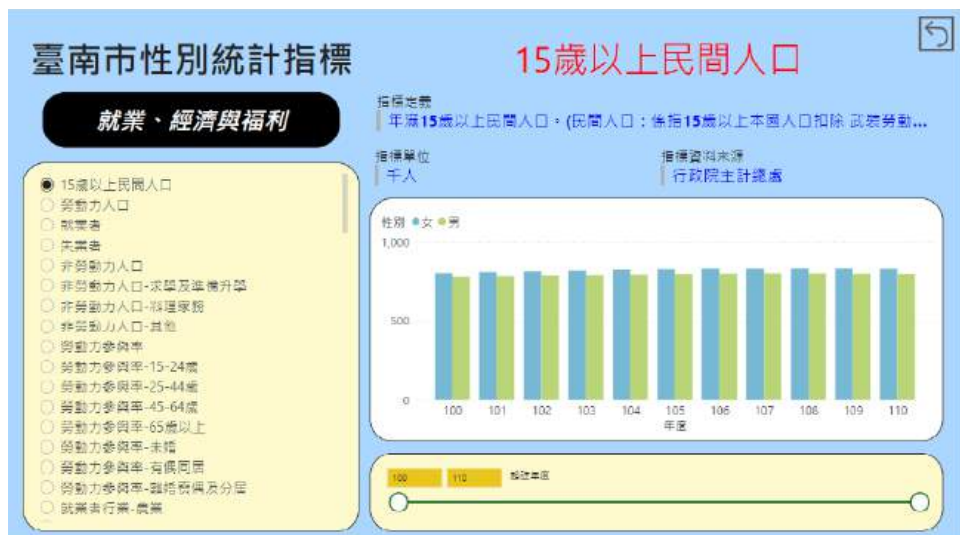 臺南市性別統計指標
15歲以上民間人口
就業、經濟與福利
指標定義
年滿15歲以上民間人口。(民間人口：係指15歲以上本國人口扣除 武裝勞動...
指標單位
千人
指標資料來源
行政院主計總處
15歲以上民間人口
勞動力人口
就業者
失業者
非勞動力人口
非勞動力人口-求學及準備升學
非勞動力人口-料理家務
非勞動力人口-其他
勞動力參與率
勞動力參與率-15-24歲
勞動力參與率-25-44歲
勞動力參與率-45-64歲
勞動力參與率-65歲以上
勞動力參與率-未婚
勞動力參與率-有偶同居
勞動力參與率-離婚喪偶及分居
就業者行業-農業
性別 女 男
1,000
500
0
100 101 102 103 104 105 106 107 108 109 110
年度
100 110 起訖年度